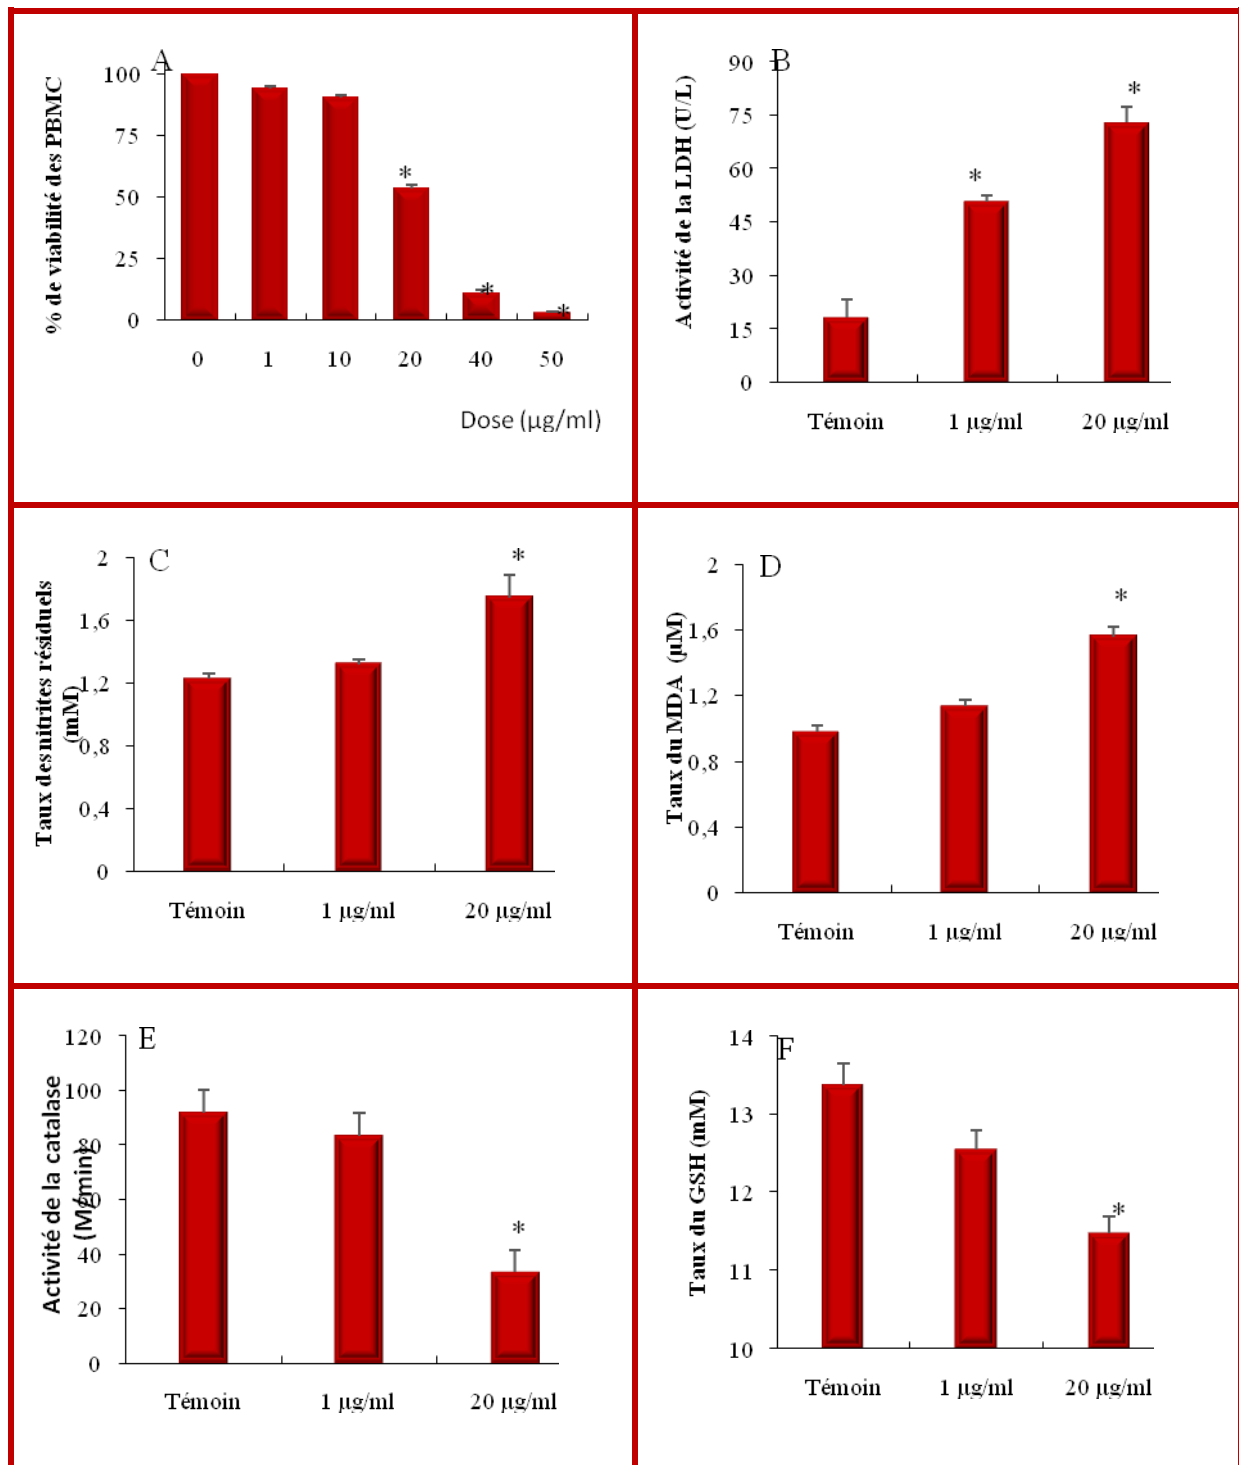 A
% de viabilité des PBMC
100
75
50
25
0
*
*
*
0 1 10 20 40 50
Dose (µg/ml)
B
Activité de la LDH (U/L)
90
75
60
45
30
15
0
*
*
Témoin 1 µg/ml 20 µg/ml
C
Taux des nitrites résiduels
(mM)
2
1,6
1,2
0,8
0,4
0
*
Témoin 1 µg/ml 20 µg/ml
D
Taux du MDA (µM)
2
1,6
1,2
0,8
0,4
0
*
Témoin 1 µg/ml 20 µg/ml
E
Activité de la catalase
(M/min)
120
100
80
60
40
20
0
*
Témoin 1 µg/ml 20 µg/ml
F
Taux du GSH (mM)
14
13
12
11
10
*
Témoin 1 µg/ml 20 µg/ml